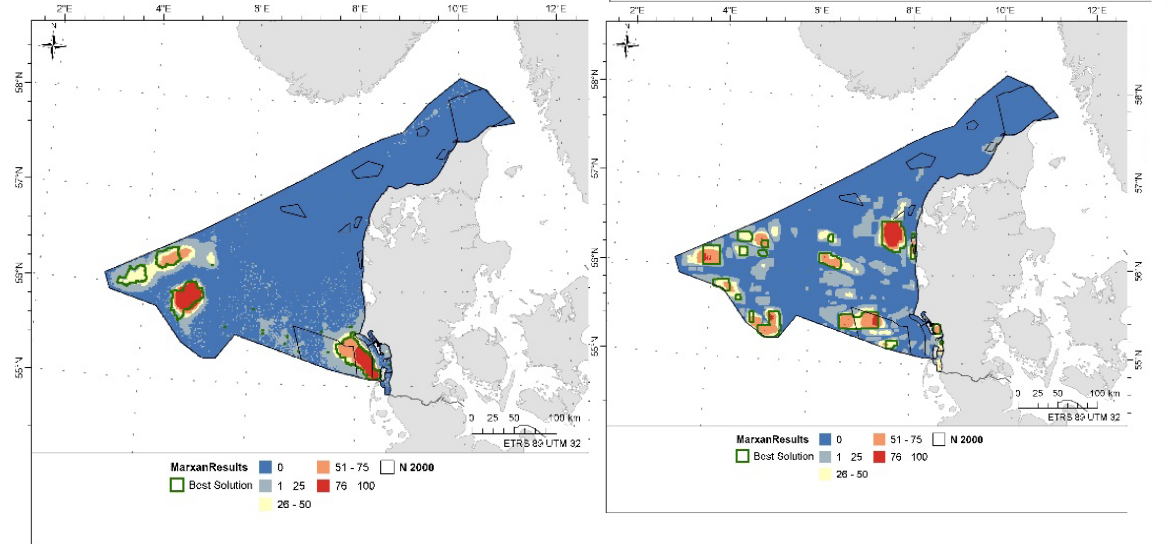 2°E 4°E 6°E 8°E 10°E 12°E
N
58°N
57°N
55°N
0 25 50 100 km
ETRS 89 UTM 32
MarxanResults
Best Solution
0
1 25
26 - 50
51 - 75
76 100
N 2000
2°E 4°E 6°E 8°E 10°E 12°E
N
58°N
57°N
55°N
58°N
57°N
56°N
55°N
0 25 50 100 km
ETRS 89 UTM 32
MarxanResults
Best Solution
0
1 25
26 - 50
51 - 75
76 100
N 2000